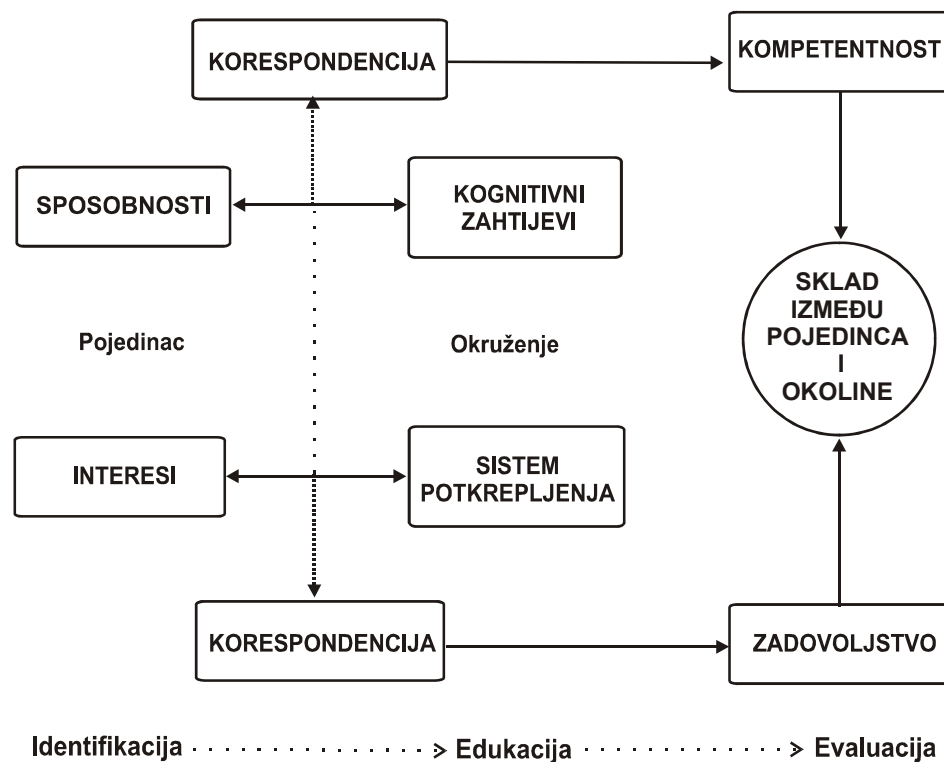 KORESPONDENCIJA
KOMPETENTNOST
SPOSOBNOSTI
KOGNITIVNI
ZAHTIJEVI
SKLAD
IZMEĐU
POJEDINCA
I
OKOLINE
Pojedinac
Okruženje
INTERESI
SISTEM
POTKREPLJENJA
KORESPONDENCIJA
ZADOVOLJSTVO
Identifikacija
Edukacija
Evaluacija